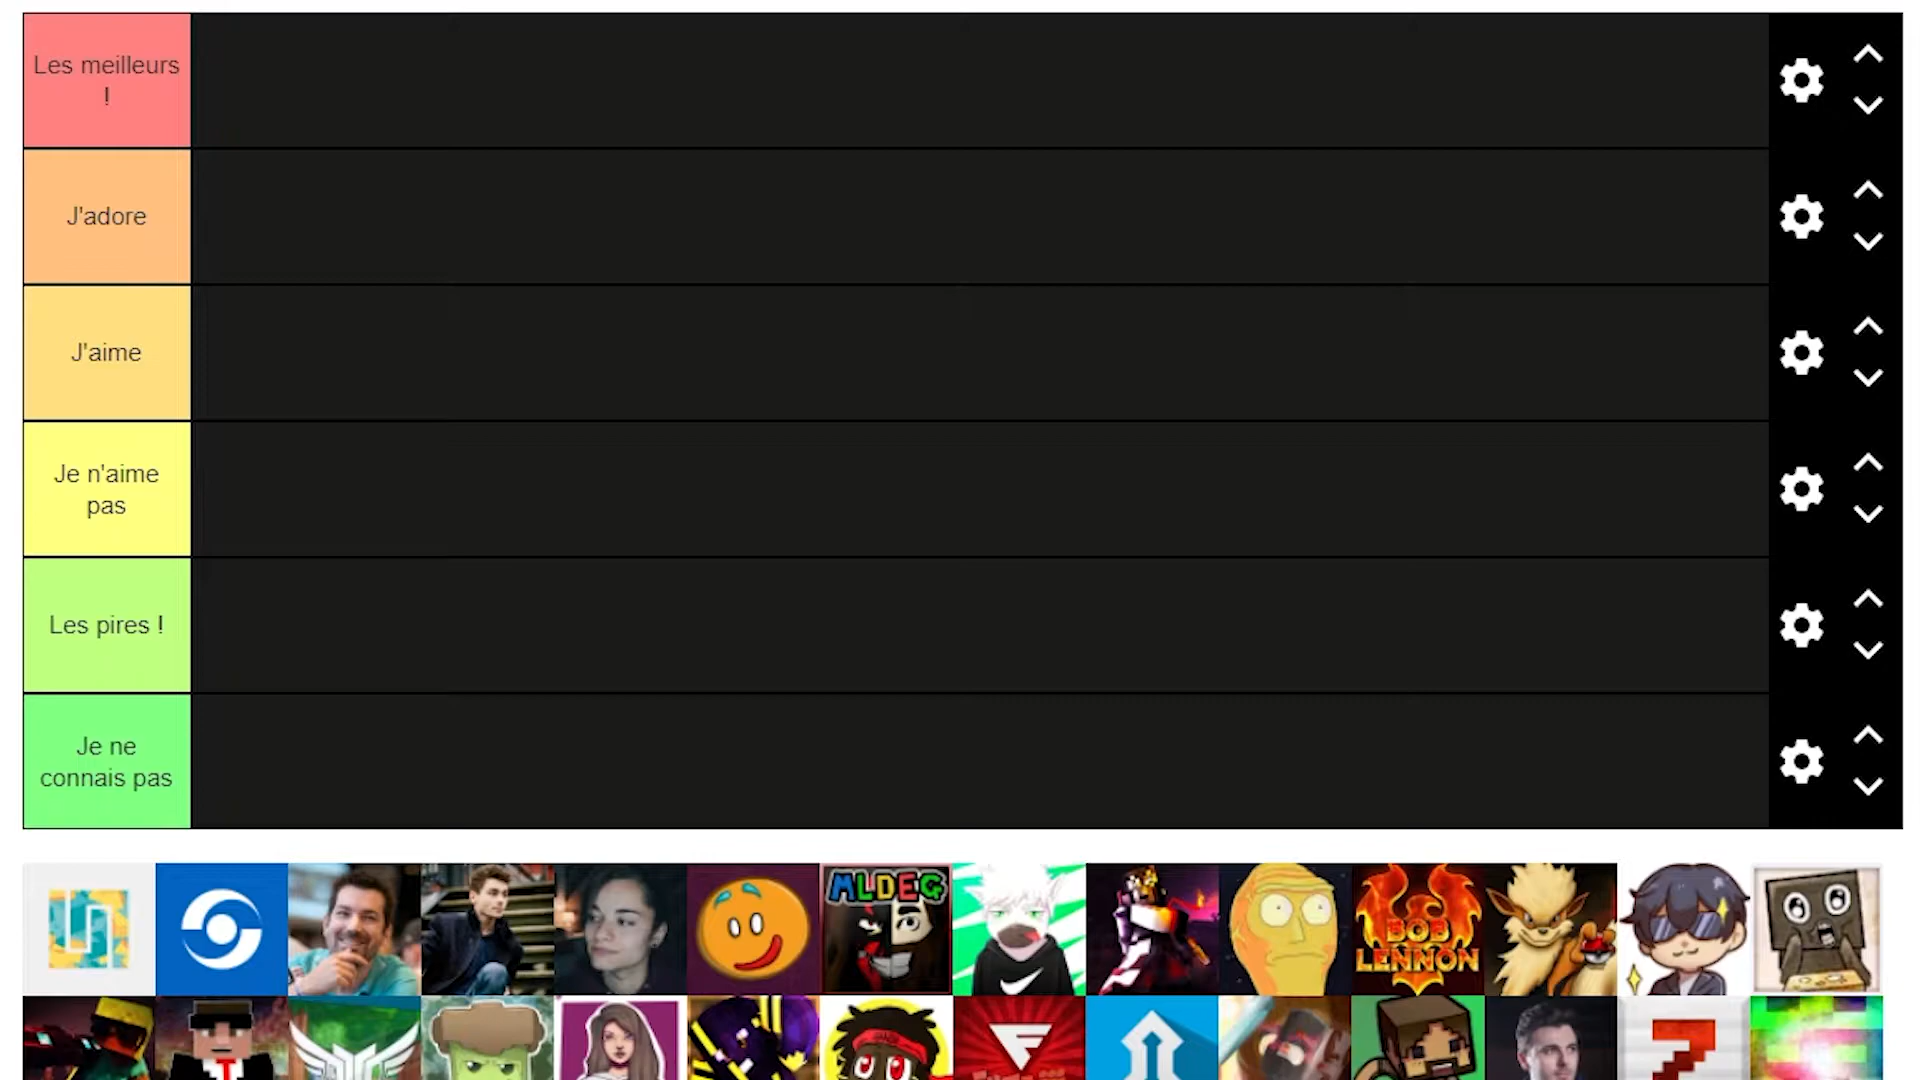 Les meilleurs
!
J'adore
J'aime
Je n'aime
pas
Les pires !
Je ne
connais pas
MLDEG
BOB
LENNON